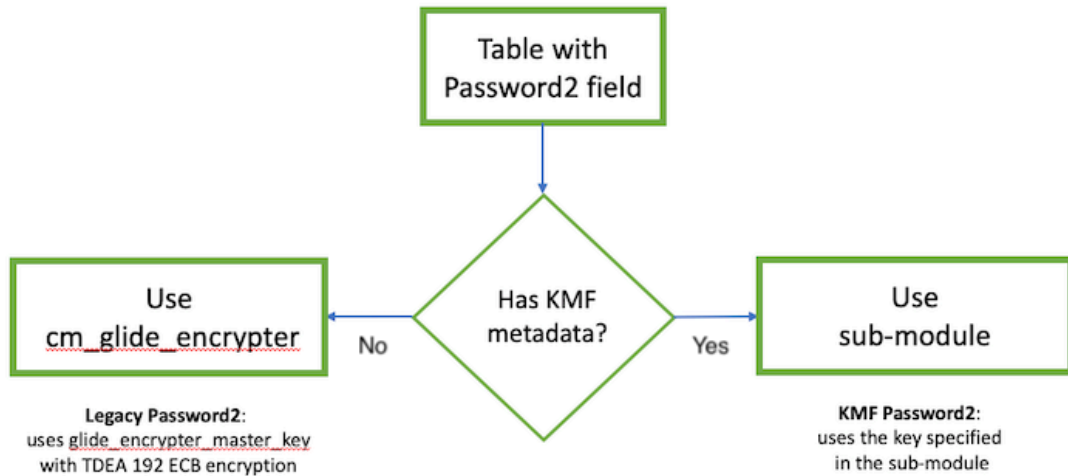 Table with
Password2 field
Has KMF
metadata?
Use
cm_glide_encrypter
No
Yes
Use
sub-module
Legacy Password2:
uses glide_encrypter_master_key
with TDEA 192 ECB encryption
KMF Password2:
uses the key specified
in the sub-module